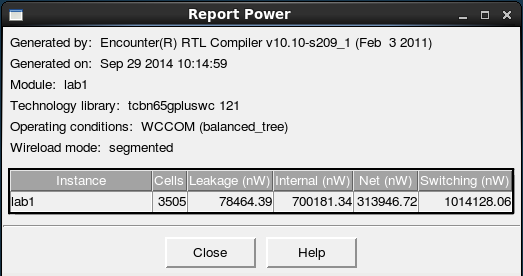 Report Power
Generated by: Encounter(R) RTL Compiler v10.10-s209_1 (Feb 3 2011)
Generated on: Sep 29 2014 10:14:59
Module: lab1
Technology library: tcbn65gpluswc 121
Operating conditions: WCCOM (balanced_tree)
Wireload mode: segmented
Instance Cells Leakage (nW) Internal (nW) Net (nW) Switching (nW)
lab1 3505 78464.39 700181.34 313946.72 1014128.06
Close Help